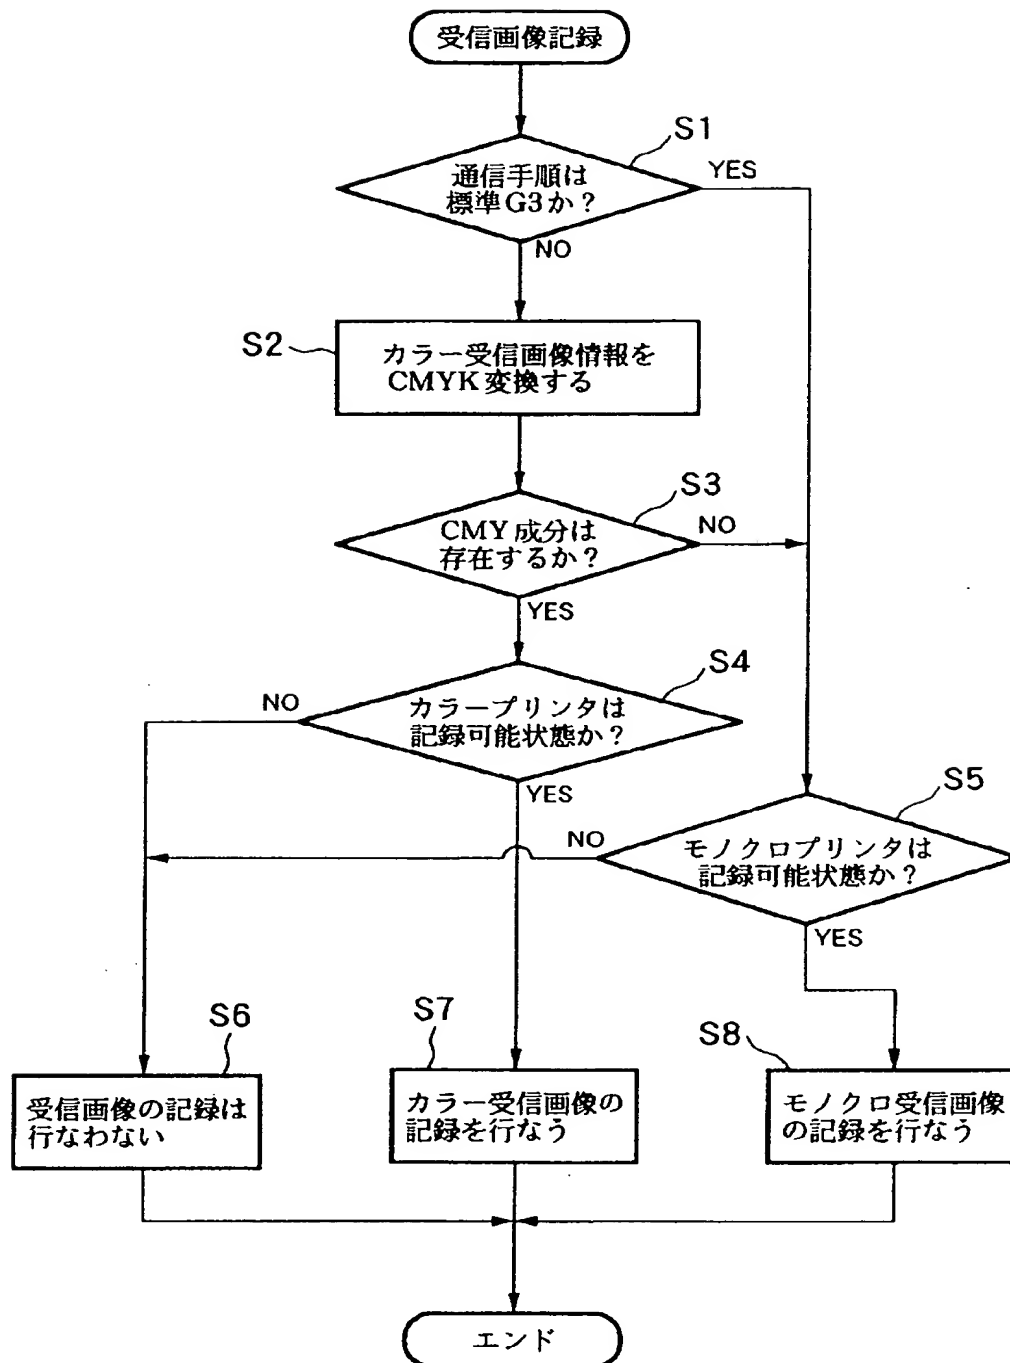 受信画像記録
S1
通信手順は
標準G3か?
YES
NO
S2
カラー受信画像情報を
CMYK変換する
S3
CMY成分は
存在するか?
NO
YES
S4
カラープリンタは
記録可能状態か?
NO
YES
S5
モノクロプリンタは
記録可能状態か?
NO
YES
S6
受信画像の記録は
行なわない
S7
カラー受信画像の
記録を行なう
S8
モノクロ受信画像
の記録を行なう
エンド